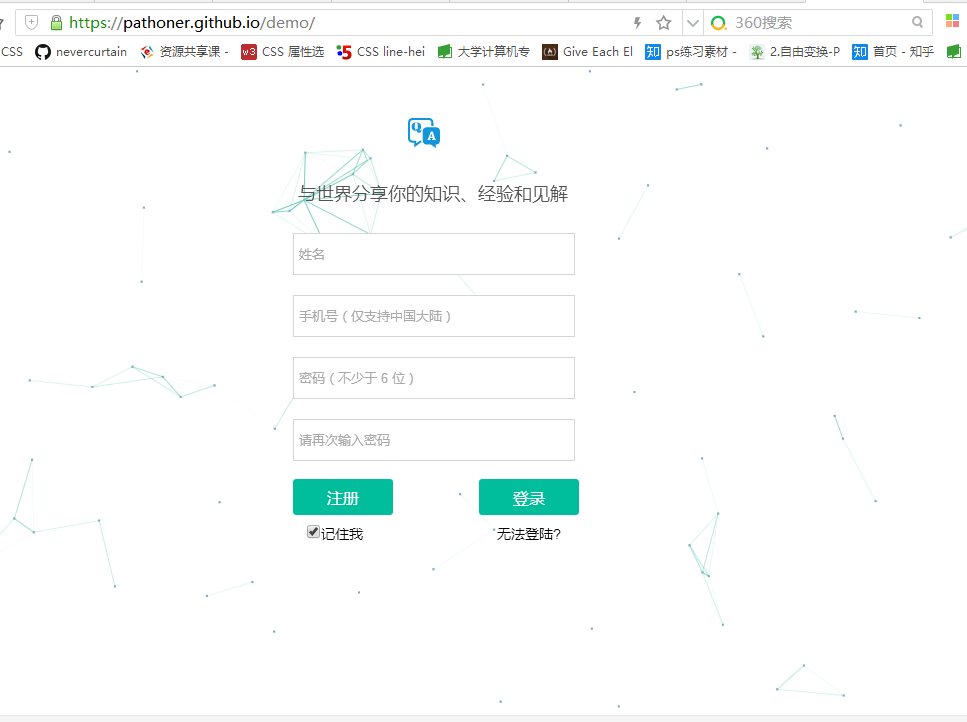 https://pathoner.github.io/demo/
360搜索
CSS
nevercurtain
资源共享课 -
w3
CSS 属性选
5
CSS line-hei
大学计算机专
Give Each El
知
ps练习素材 -
2.自由变换-P
知
首页 - 知乎
Q
A
与世界分享你的知识、经验和见解
姓名
手机号（仅支持中国大陆）
密码（不少于 6 位）
请再次输入密码
注册
登录
记住我
无法登陆?